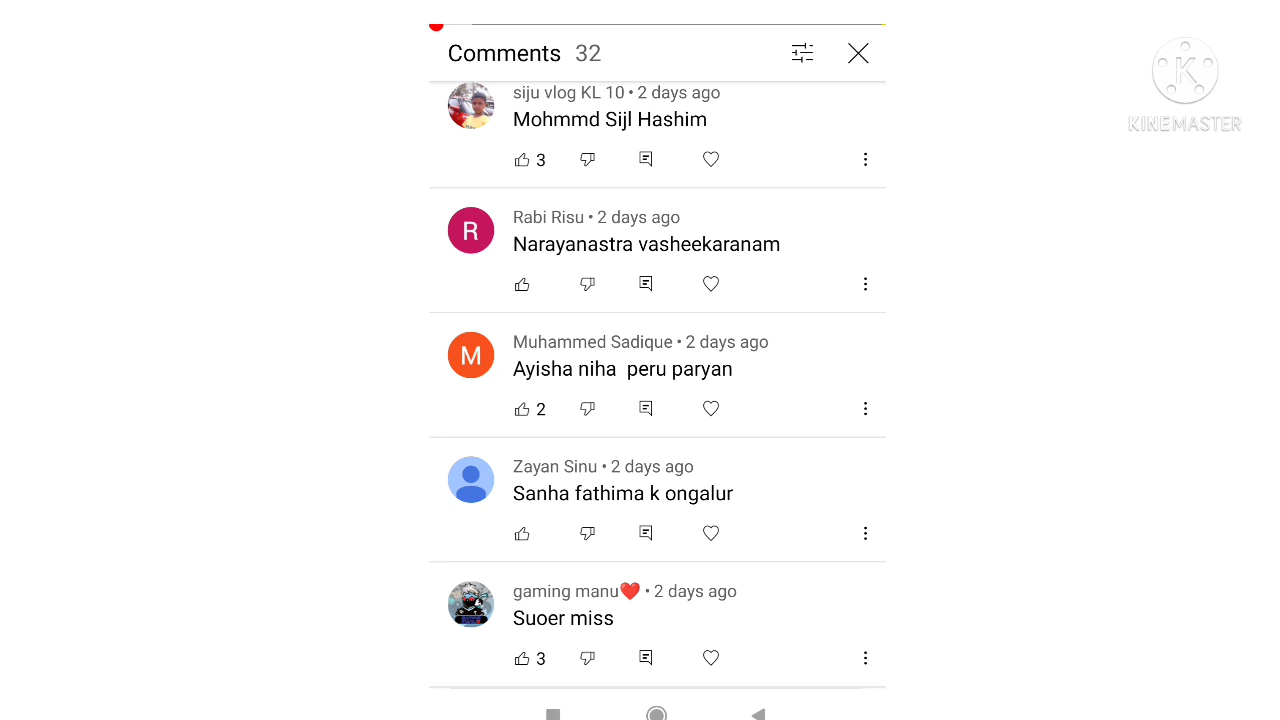 Comments 32
siju vlog KL 10 • 2 days ago
Mohmmd Sijl Hashim
3
Rabi Risu • 2 days ago
R
Narayanastra vasheekaranam
Muhammed Sadique • 2 days ago
M
Ayisha niha peru paryan
2
Zayan Sinu • 2 days ago
Sanha fathima k ongalur
gaming manu❤️ • 2 days ago
Suoer miss
3
K
KINEMASTER